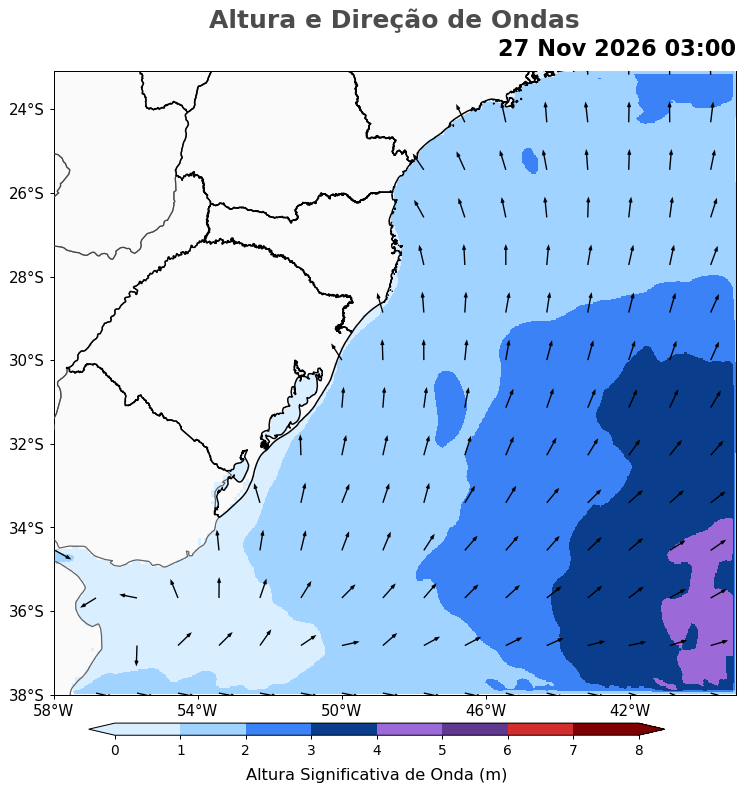 Altura e Direção de Ondas
27 Nov 2026 03:00
24°S
26°S
28°S
30°S
32°S
34°S
36°S
38°S
58°W 54°W 50°W 46°W 42°W
0 1 2 3 4 5 6 7 8
Altura Significativa de Onda (m)